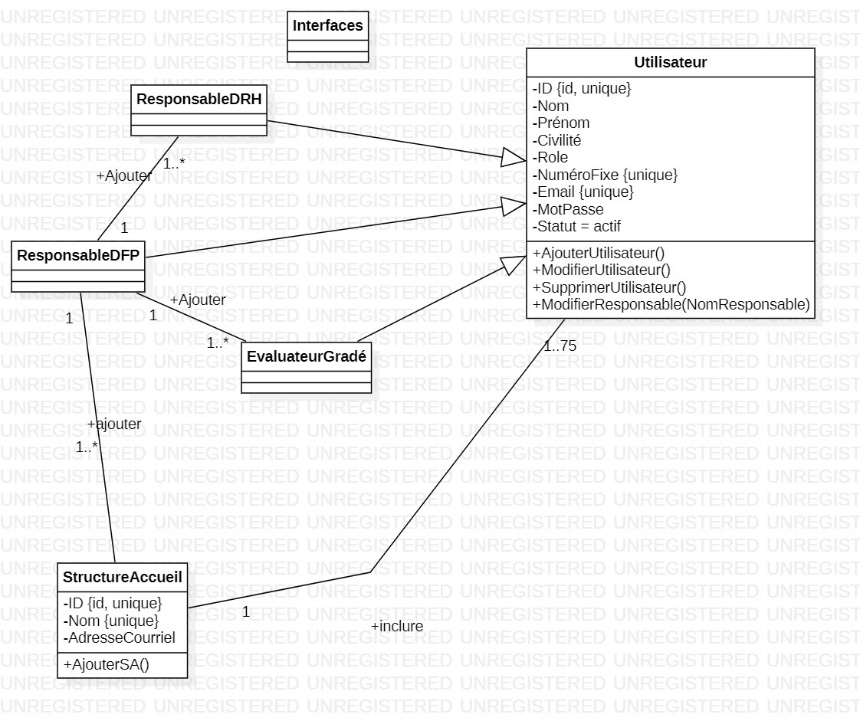 Interfaces
Utilisateur
-ID {id, unique}
-Nom
-Prénom
-Civilité
-Role
-NuméroFixe {unique}
-Email {unique}
-MotPasse
-Statut = actif
+AjouterUtilisateur()
+ModifierUtilisateur()
+SupprimerUtilisateur()
+ModifierResponsable(NomResponsable)
ResponsableDRH
1..*
+Ajouter
1
ResponsableDFP
+Ajouter
1
1
1..*
EvaluateurGradé
1..75
+ajouter
1..*
StructureAccueil
-ID {id, unique}
-Nom {unique}
-AdresseCourriel
+AjouterSA()
1
+inclure
UNREGISTERED